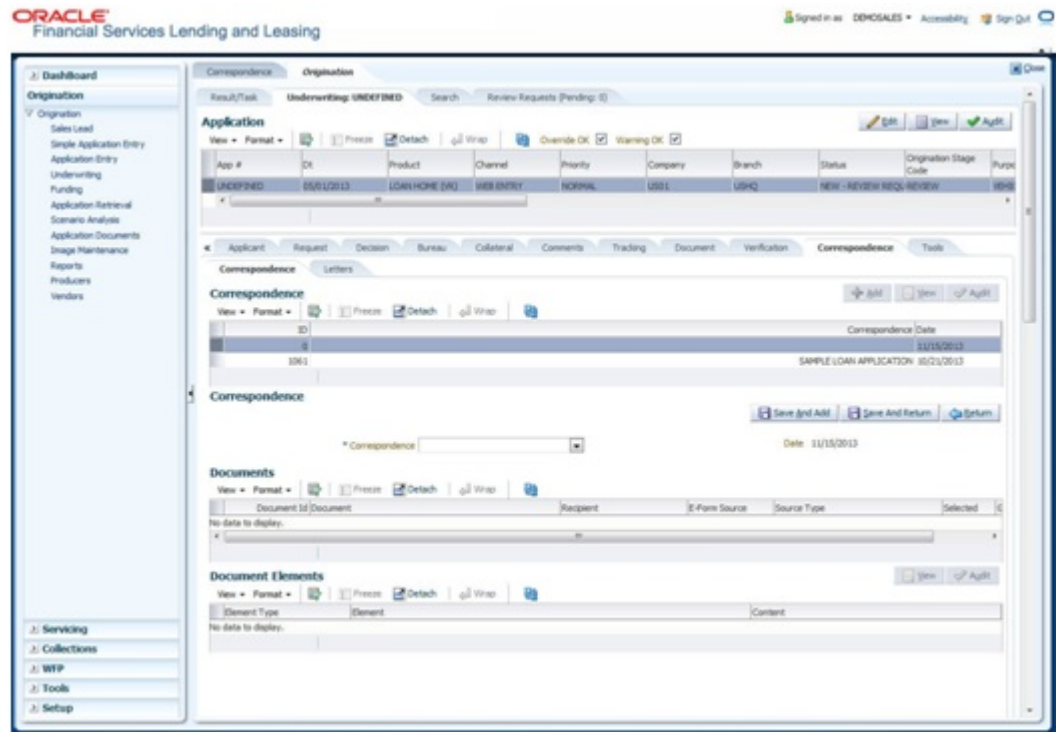 ORACLE
Financial Services Lending and Leasing
Signed in as DEMOSALES Accessibility Sign Out
Close
DashBoard
Origination
Origination
Sales Lead
Simple Application Entry
Application Entry
Underwriting
Funding
Application Retrieval
Scenario Analysis
Application Documents
Image Maintenance
Reports
Producers
Vendors
Servicing
Collections
WFP
Tools
Setup
Correspondence Origination
Result/Task Underwriting: UNDEFINED Search Review Requests (Pending: 0)
Application
Edit View Audit
View Format Freeze Detach Wrap Override OK Warning OK
App # Dt Product Channel Priority Company Branch Status Origination Stage Code Purpo
UNDEFINED 05/01/2013 LOAN HOME (VR) WEB ENTRY NORMAL US01 USHQ NEW - REVIEW REQU REVIEW
Applicant Request Decision Bureau Collateral Comments Trading Document Verification Correspondence Tools
Correspondence Letters
Correspondence
Add View Audit
View Format Freeze Detach Wrap
ID Correspondence Date
0 11/15/2013
1061 SAMPLE LOAN APPLICATION 10/21/2013
Correspondence
Save And Add Save And Return Return
* Correspondence Date 11/15/2013
Documents
View Format Freeze Detach Wrap
Document Id Document Recipient E-Form Source Source Type Selected
No data to display.
Document Elements
View Audit
View Format Freeze Detach Wrap
Element Type Element Content
No data to display.